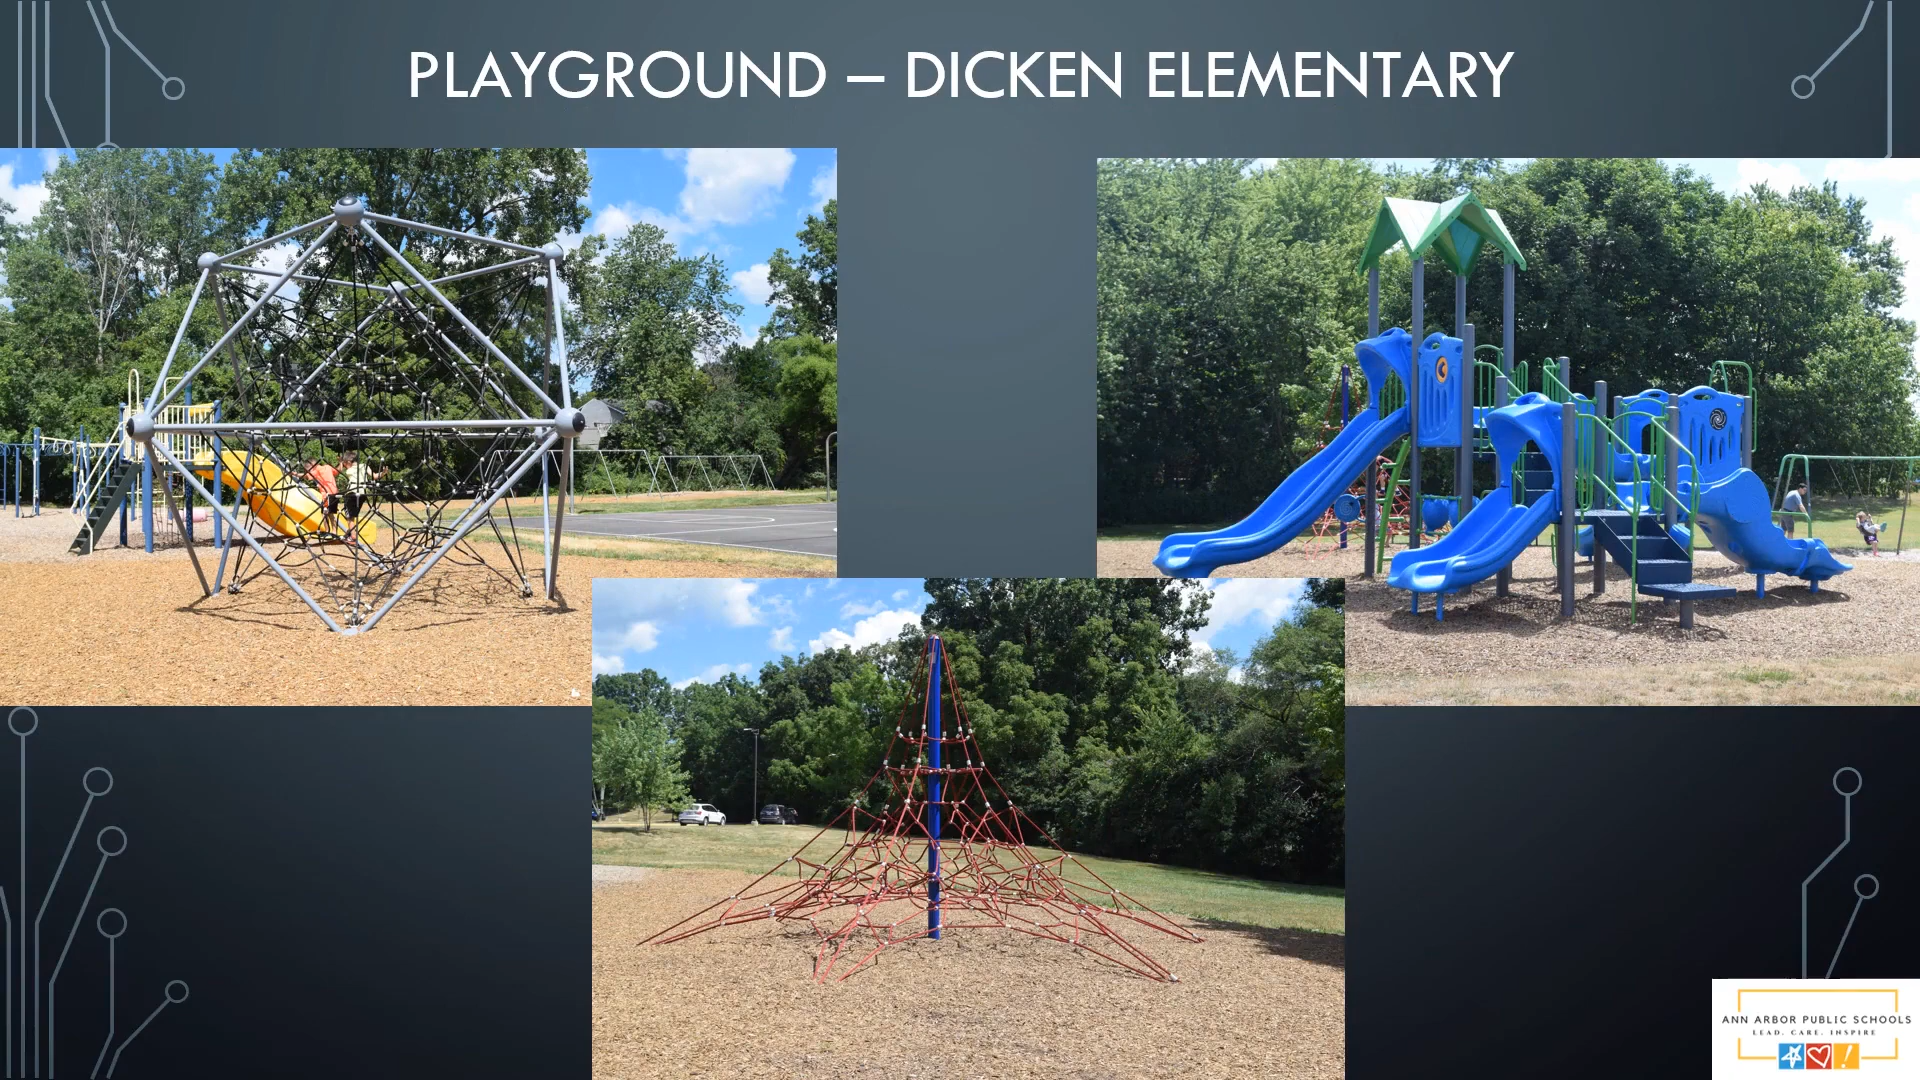 PLAYGROUND – DICKEN ELEMENTARY
ANN ARBOR PUBLIC SCHOOLS
LEAD. CARE. INSPIRE